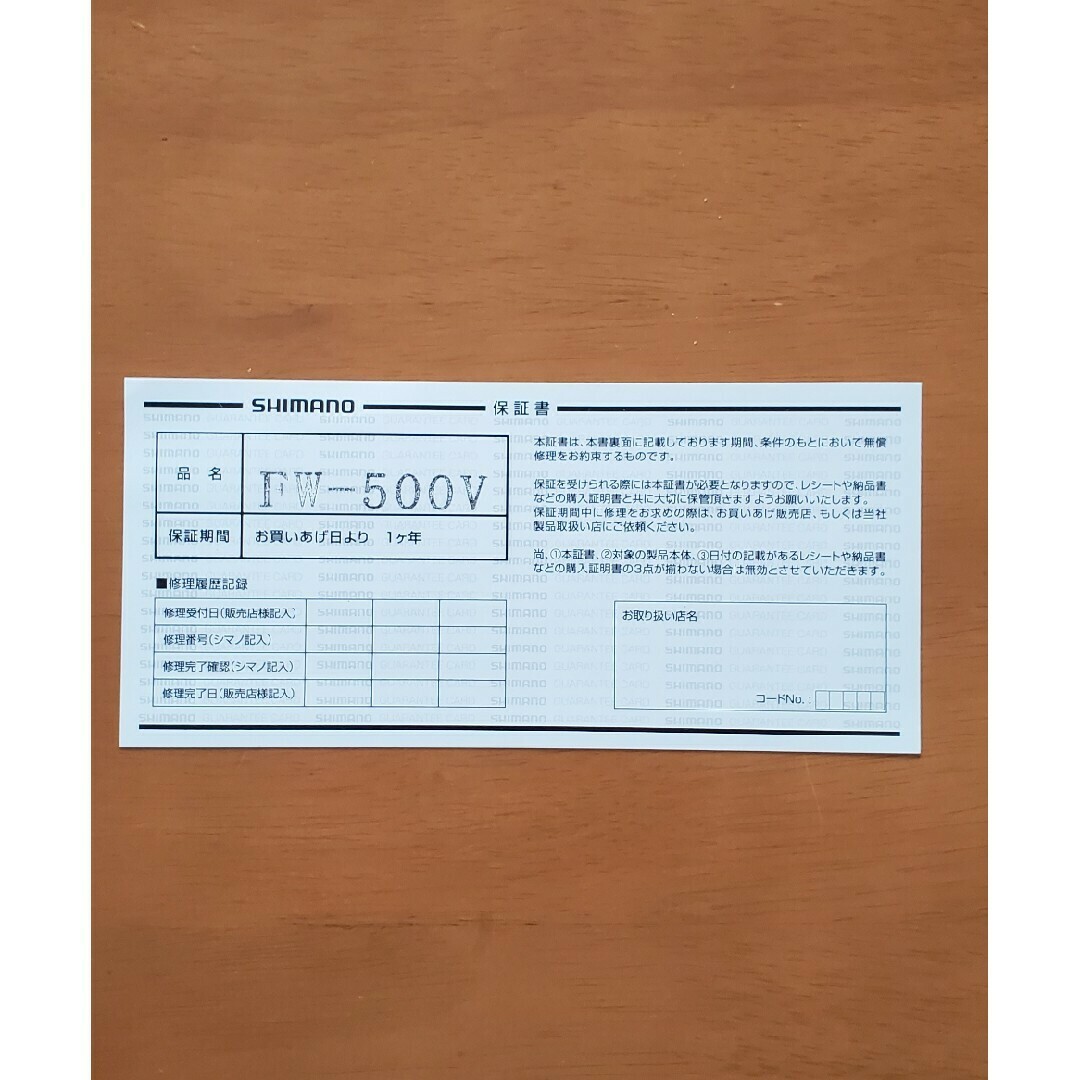 SHIMANO 保証書
品名 FW-500V
保証期間 お買いあげ日より 1ヶ年
■修理履歴記録
修理受付日(販売店様記入)
修理番号(シマノ記入)
修理完了確認(シマノ記入)
修理完了日(販売店様記入)
本証書は、本書裏面に記載しております期間、条件のもとにおいて無償
修理をお約束するものです。
保証を受けられる際には本証書が必要となりますので、レシートや納品書
などの購入証明書と共に大切に保管頂きますようお願いいたします。
保証期間中に修理をお求めの際は、お買いあげ販売店、もしくは当社
製品取扱い店にご依頼ください。
尚、①本証書、②対象の製品本体、③日付の記載があるレシートや納品書
などの購入証明書の3点が揃わない場合は無効とさせていただきます。
お取り扱い店名
コードNo.: